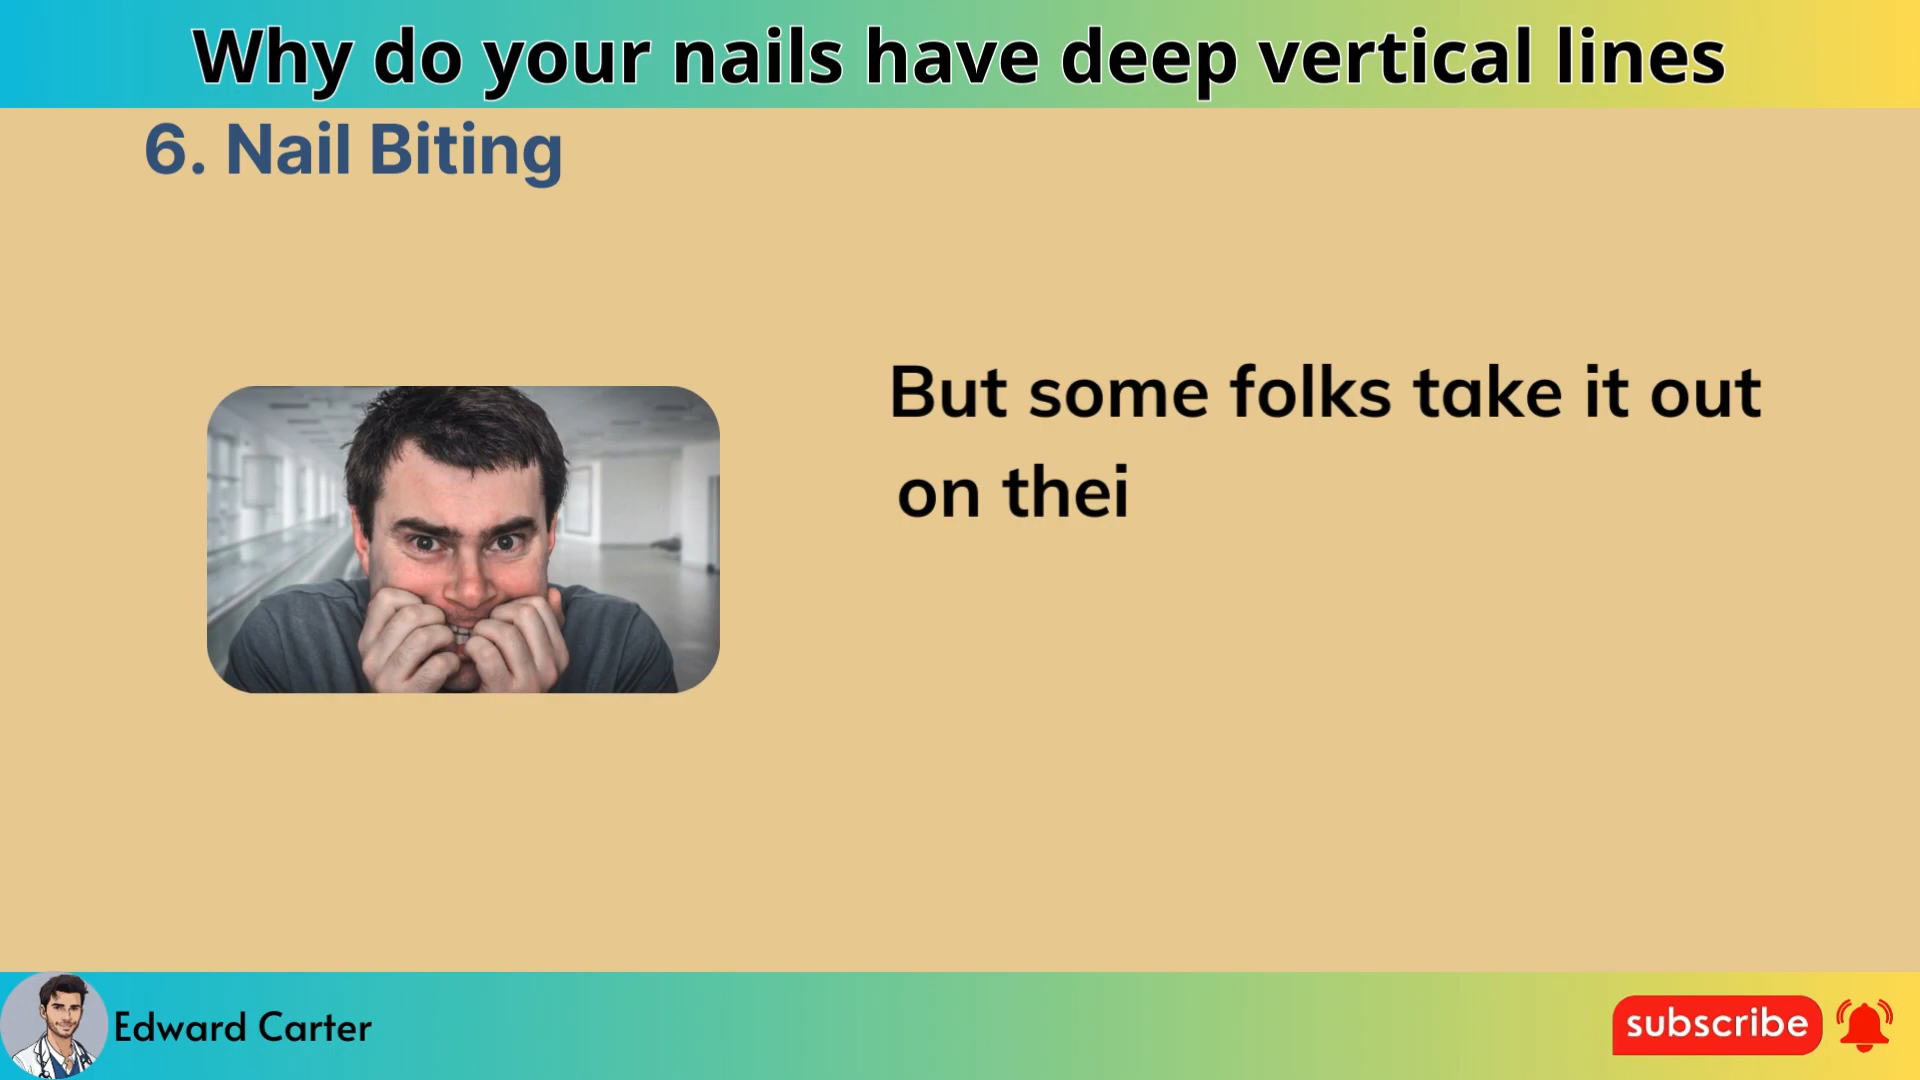 Why do your nails have deep vertical lines
6. Nail Biting
But some folks take it out
on thei
Edward Carter
subscribe